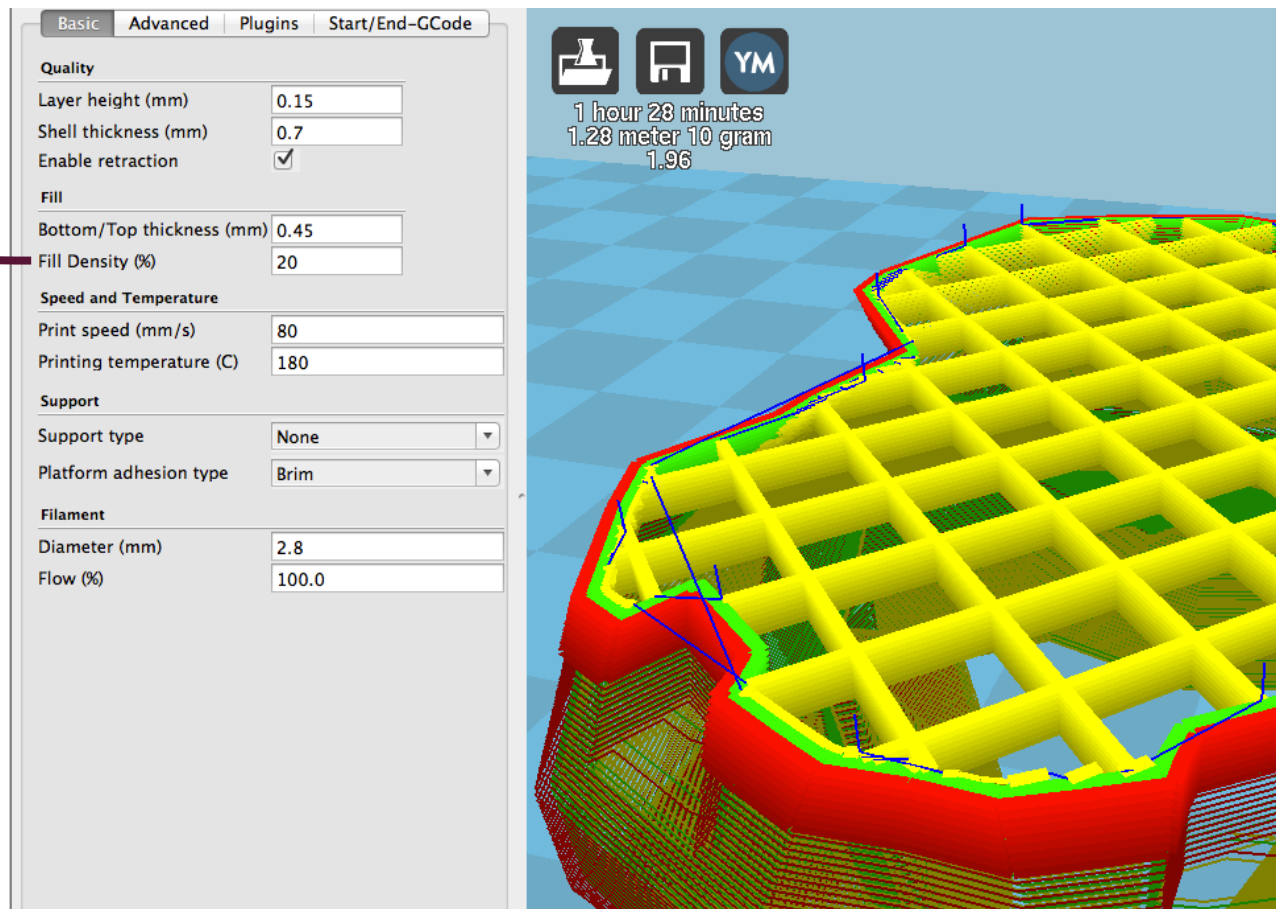 Basic Advanced Plugins Start/End-GCode
Quality
Layer height (mm) 0.15
Shell thickness (mm) 0.7
Enable retraction
Fill
Bottom/Top thickness (mm) 0.45
Fill Density (%) 20
Speed and Temperature
Print speed (mm/s) 80
Printing temperature (C) 180
Support
Support type None
Platform adhesion type Brim
Filament
Diameter (mm) 2.8
Flow (%) 100.0
YM
1 hour 28 minutes
1.28 meter 10 gram
1.96